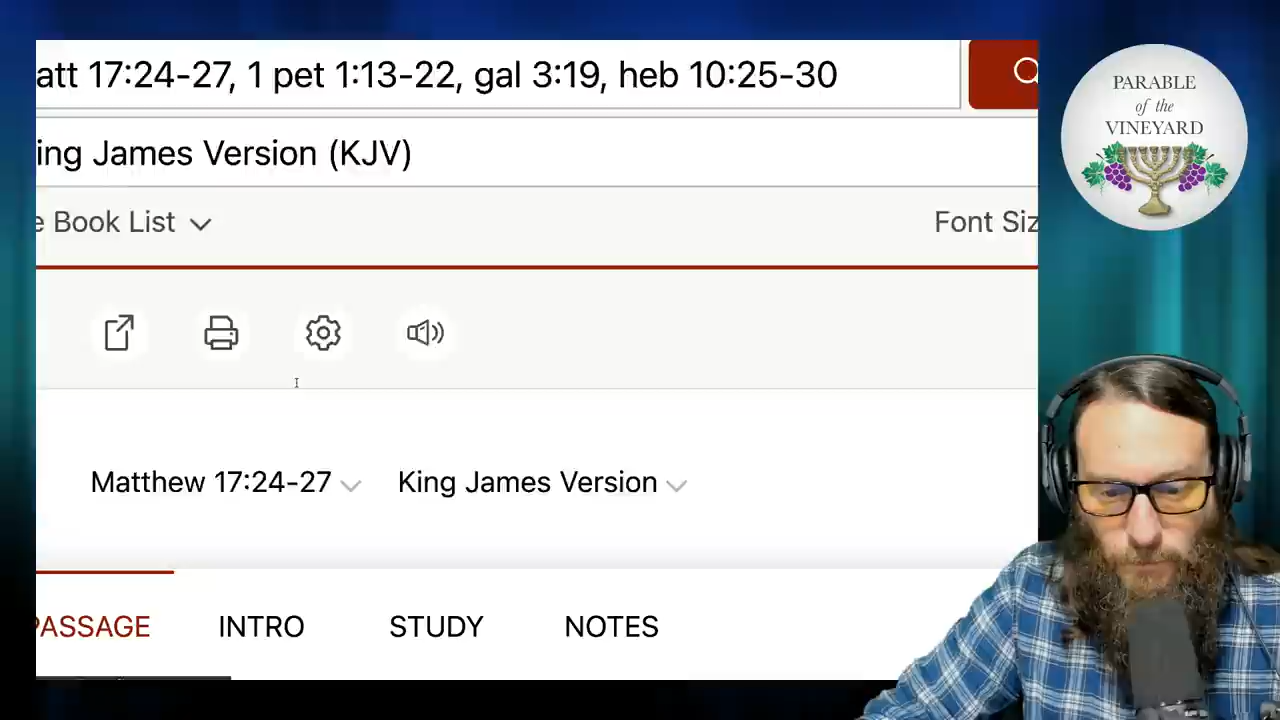 att 17:24-27, 1 pet 1:13-22, gal 3:19, heb 10:25-30
ing James Version (KJV)
e Book List
Font Siz
Matthew 17:24-27
King James Version
PASSAGE
INTRO
STUDY
NOTES
PARABLE
of the
VINEYARD